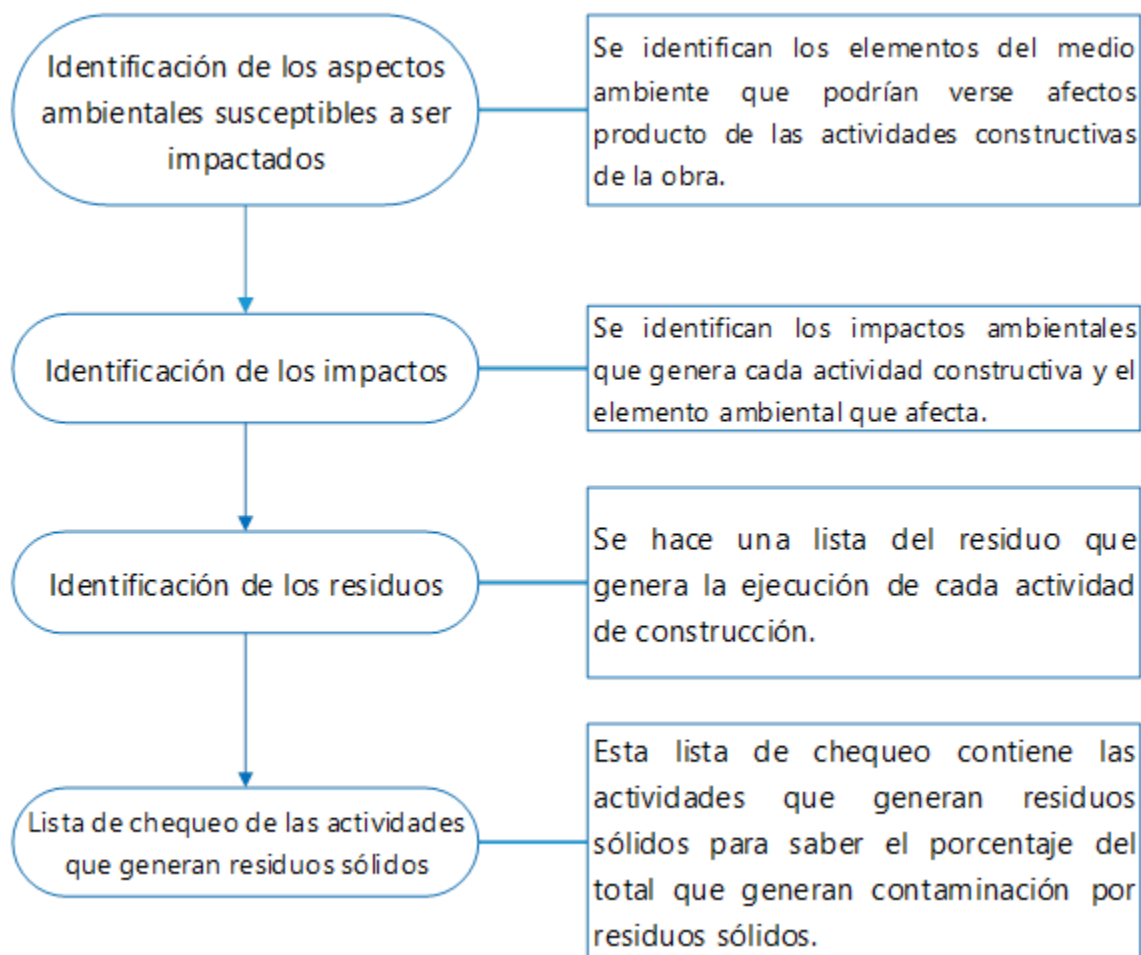 Identificación de los aspectos
ambientales susceptibles a ser
impactados
Se identifican los elementos del medio
ambiente que podrían verse afectos
producto de las actividades constructivas
de la obra.
Identificación de los impactos
Se identifican los impactos ambientales
que genera cada actividad constructiva y el
elemento ambiental que afecta.
Identificación de los residuos
Se hace una lista del residuo que
genera la ejecución de cada actividad
de construcción.
Lista de chequeo de las actividades
que generan residuos sólidos
Esta lista de chequeo contiene las
actividades que generan residuos
sólidos para saber el porcentaje del
total que generan contaminación por
residuos sólidos.